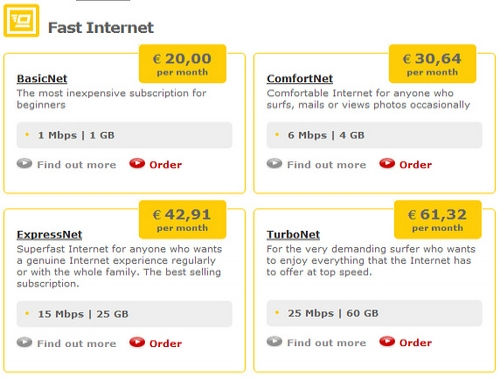 Fast Internet
€ 20,00
per month
BasicNet
The most inexpensive subscription for
beginners
1 Mbps | 1 GB
Find out more Order
€ 30,64
per month
ComfortNet
Comfortable Internet for anyone who
surfs, mails or views photos occasionally
6 Mbps | 4 GB
Find out more Order
€ 42,91
per month
ExpressNet
Superfast Internet for anyone who wants
a genuine Internet experience regularly
or with the whole family. The best selling
subscription.
15 Mbps | 25 GB
Find out more Order
€ 61,32
per month
TurboNet
For the very demanding surfer who wants
to enjoy everything that the Internet has
to offer at top speed.
25 Mbps | 60 GB
Find out more Order